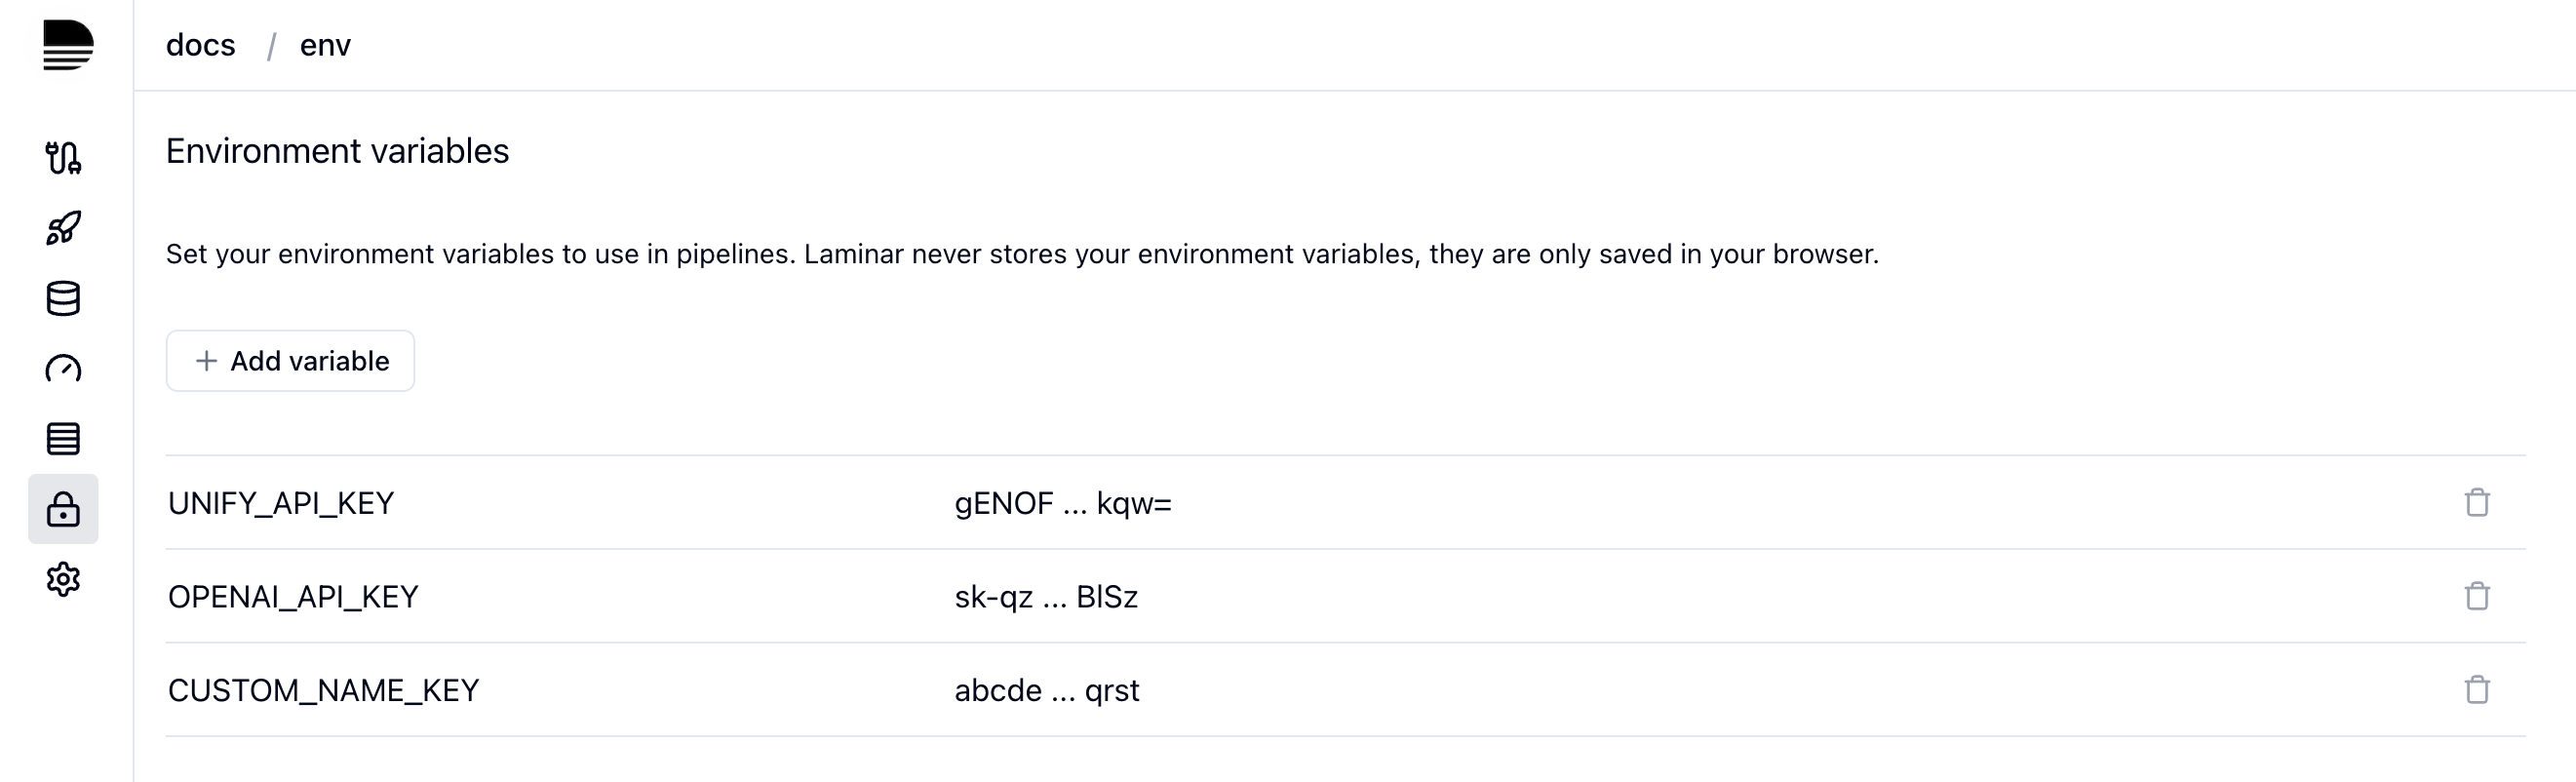 docs / env
Environment variables
Set your environment variables to use in pipelines. Laminar never stores your environment variables, they are only saved in your browser.
+ Add variable
UNIFY_API_KEY gENOF ... kqw=
OPENAI_API_KEY sk-qz ... BlSz
CUSTOM_NAME_KEY abcde ... qrst